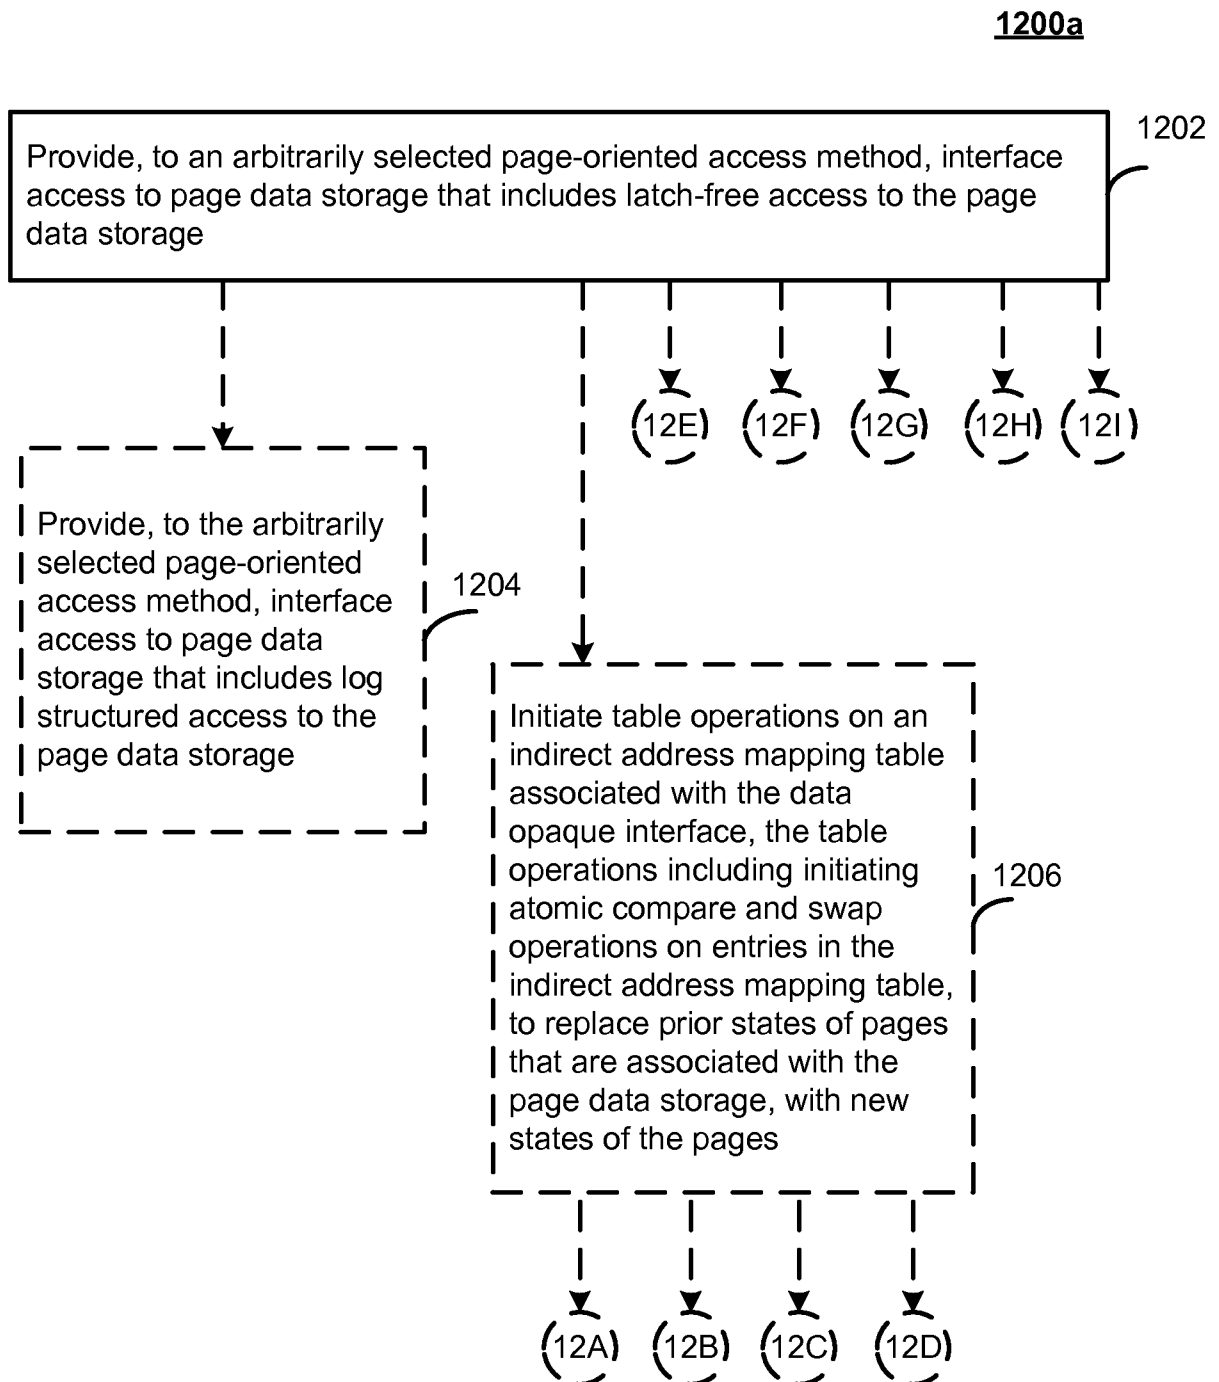 1200a
1202
Provide, to an arbitrarily selected page-oriented access method, interface
access to page data storage that includes latch-free access to the page
data storage
12E
12F
12G
12H
12I
Provide, to the arbitrarily
selected page-oriented
access method, interface
access to page data
storage that includes log
structured access to the
page data storage
1204
Initiate table operations on an
indirect address mapping table
associated with the data
opaque interface, the table
operations including initiating
atomic compare and swap
operations on entries in the
indirect address mapping table,
to replace prior states of pages
that are associated with the
page data storage, with new
states of the pages
1206
12A
12B
12C
12D